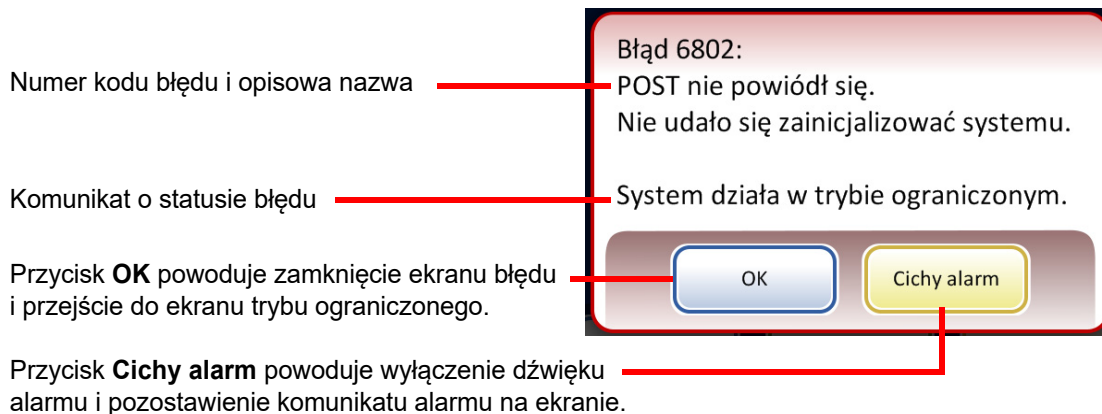 Numer kodu błędu i opisowa nazwa
Komunikat o statusie błędu
Przycisk OK powoduje zamknięcie ekranu błędu
i przejście do ekranu trybu ograniczonego.
Przycisk Cichy alarm powoduje wyłączenie dźwięku
alarmu i pozostawienie komunikatu alarmu na ekranie.
Błąd 6802:
POST nie powiódł się.
Nie udało się zainicjalizować systemu.
System działa w trybie ograniczonym.
OK
Cichy alarm